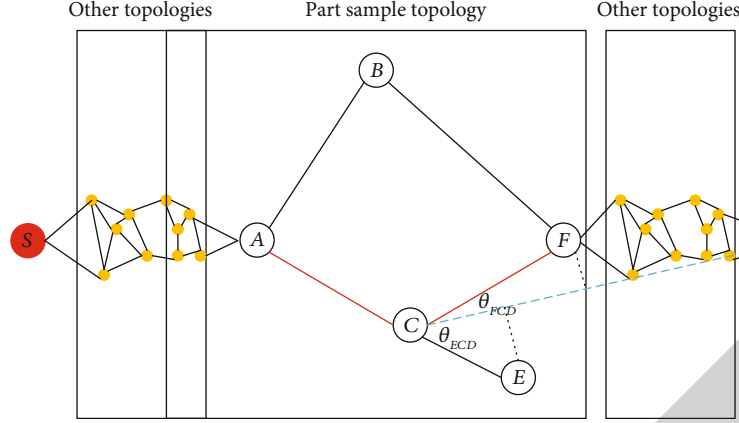 Other topologies
Part sample topology
Other topologies
B
S
A
F
θFCD
C
θECD
E